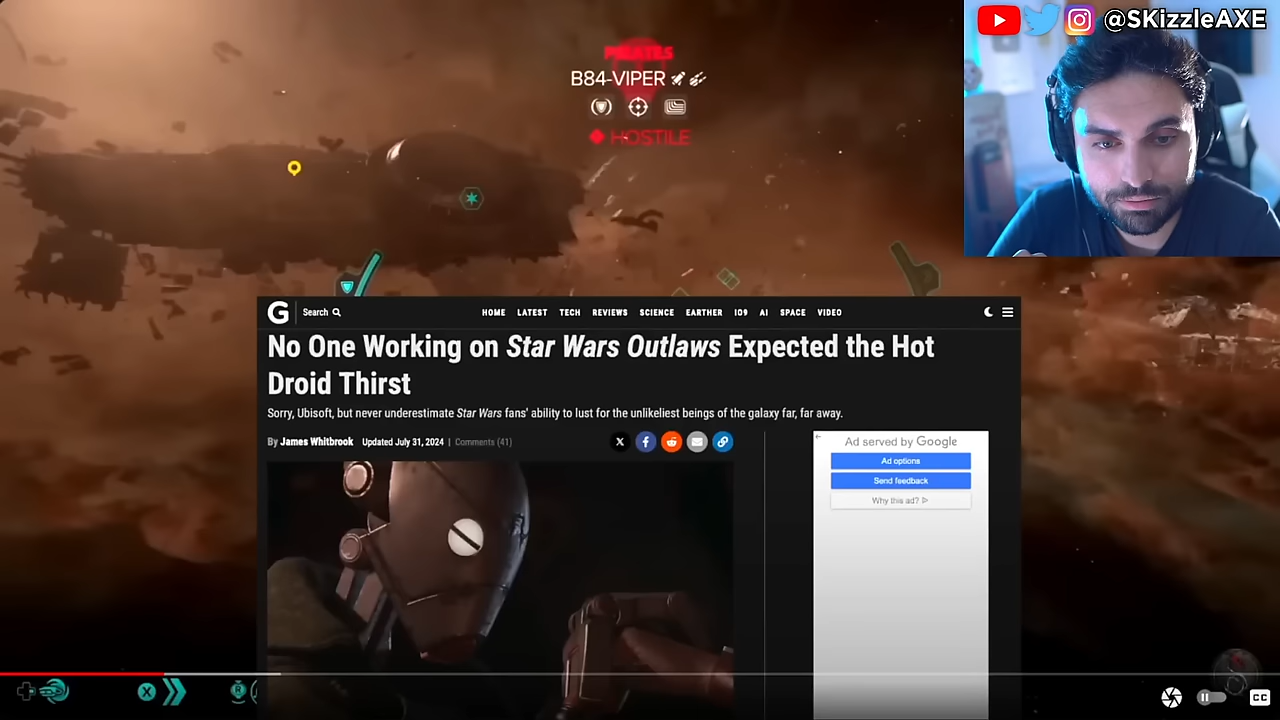 @SKizzleAXE
PIRATES
B84-VIPER
HOSTILE
G
Search
HOME LATEST TECH REVIEWS SCIENCE EARTHER IO9 AI SPACE VIDEO
No One Working on Star Wars Outlaws Expected the Hot
Droid Thirst
Sorry, Ubisoft, but never underestimate Star Wars fans' ability to lust for the unlikeliest beings of the galaxy far, far away.
By James Whitbrook Updated July 31, 2024 | Comments (41)
Ad served by Google
Ad options
Send feedback
Why this ad?
X
R
CC